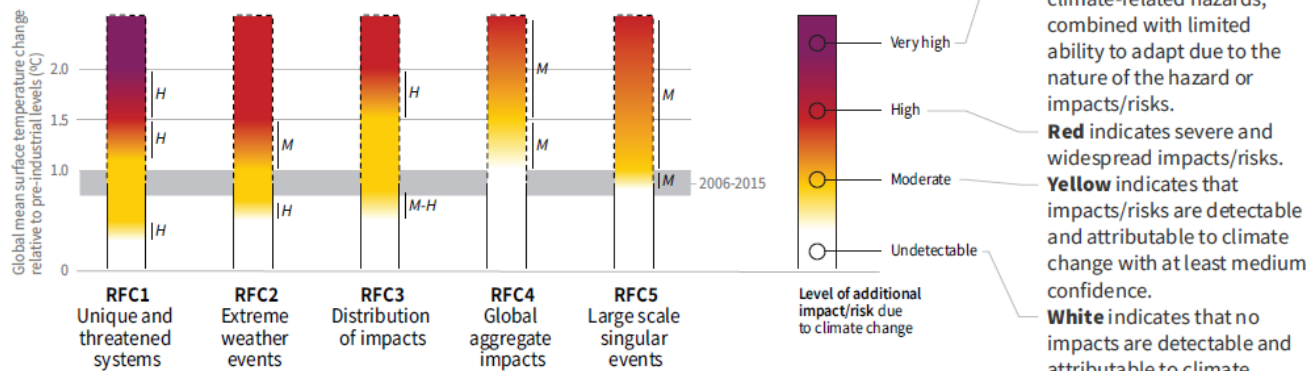 Global mean surface temperature change
relative to pre-industrial levels (ºC)
2.0
1.5
1.0
0
H
H
H
M
H
H
M-H
M
M
M
M
2006-2015
RFC1
Unique and
threatened
systems
RFC2
Extreme
weather
events
RFC3
Distribution
of impacts
RFC4
Global
aggregate
impacts
RFC5
Large scale
singular
events
Very high
High
Moderate
Undetectable
Level of additional
impact/risk due
to climate change
climate-related hazards,
combined with limited
ability to adapt due to the
nature of the hazard or
impacts/risks.
Red indicates severe and
widespread impacts/risks.
Yellow indicates that
impacts/risks are detectable
and attributable to climate
change with at least medium
confidence.
White indicates that no
impacts are detectable and
attributable to climate